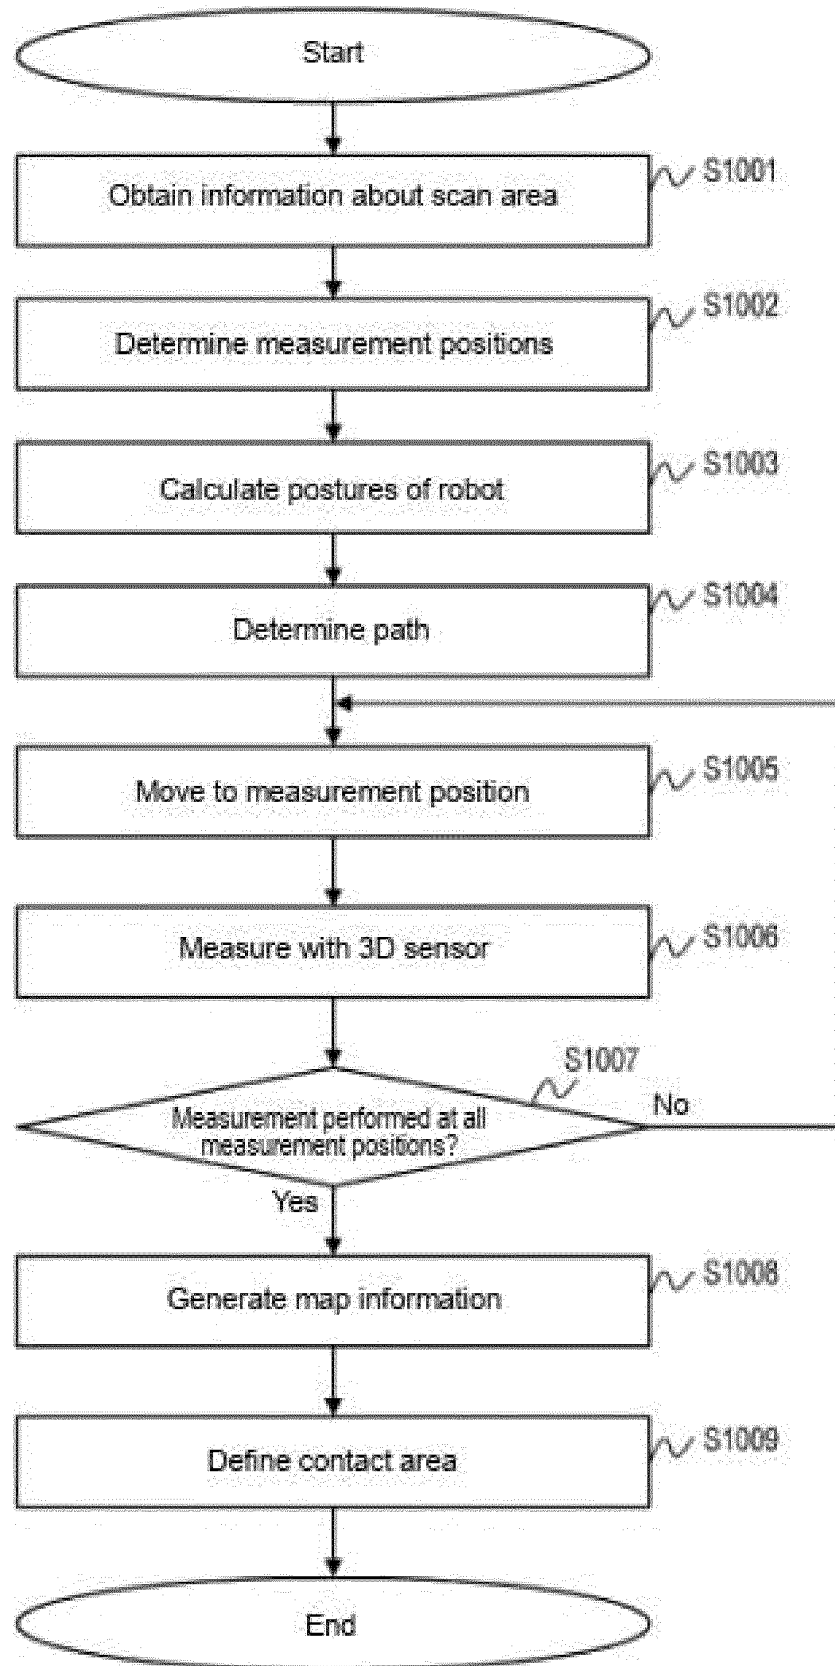 Start
Obtain information about scan area
S1001
Determine measurement positions
S1002
Calculate postures of robot
S1003
Determine path
S1004
Move to measurement position
S1005
Measure with 3D sensor
S1006
S1007
Measurement performed at all
measurement positions?
No
Yes
Generate map information
S1008
Define contact area
S1009
End